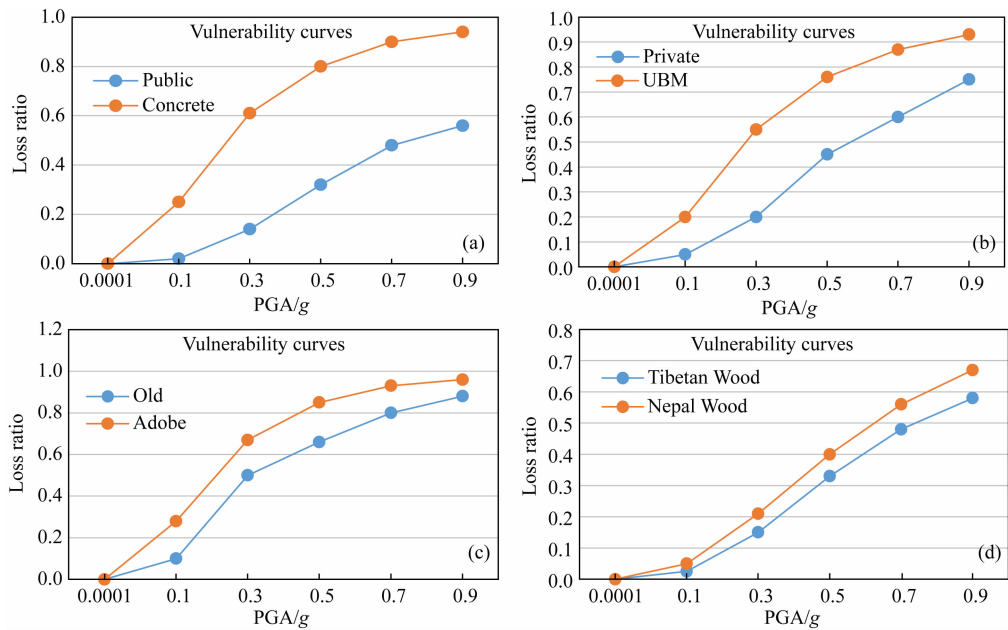 Vulnerability curves
Public
Concrete
Loss ratio
1.0
0.8
0.6
0.4
0.2
0.0
(a)
0.0001 0.1 0.3 0.5 0.7 0.9
PGA/g
Vulnerability curves
Private
UBM
Loss ratio
1.0
0.9
0.8
0.7
0.6
0.5
0.4
0.3
0.2
0.1
0.0
(b)
0.0001 0.1 0.3 0.5 0.7 0.9
PGA/g
Vulnerability curves
Old
Adobe
Loss ratio
1.2
1.0
0.8
0.6
0.4
0.2
0.0
(c)
0.0001 0.1 0.3 0.5 0.7 0.9
PGA/g
Vulnerability curves
Tibetan Wood
Nepal Wood
Loss ratio
0.8
0.7
0.6
0.5
0.4
0.3
0.2
0.1
0.0
(d)
0.0001 0.1 0.3 0.5 0.7 0.9
PGA/g